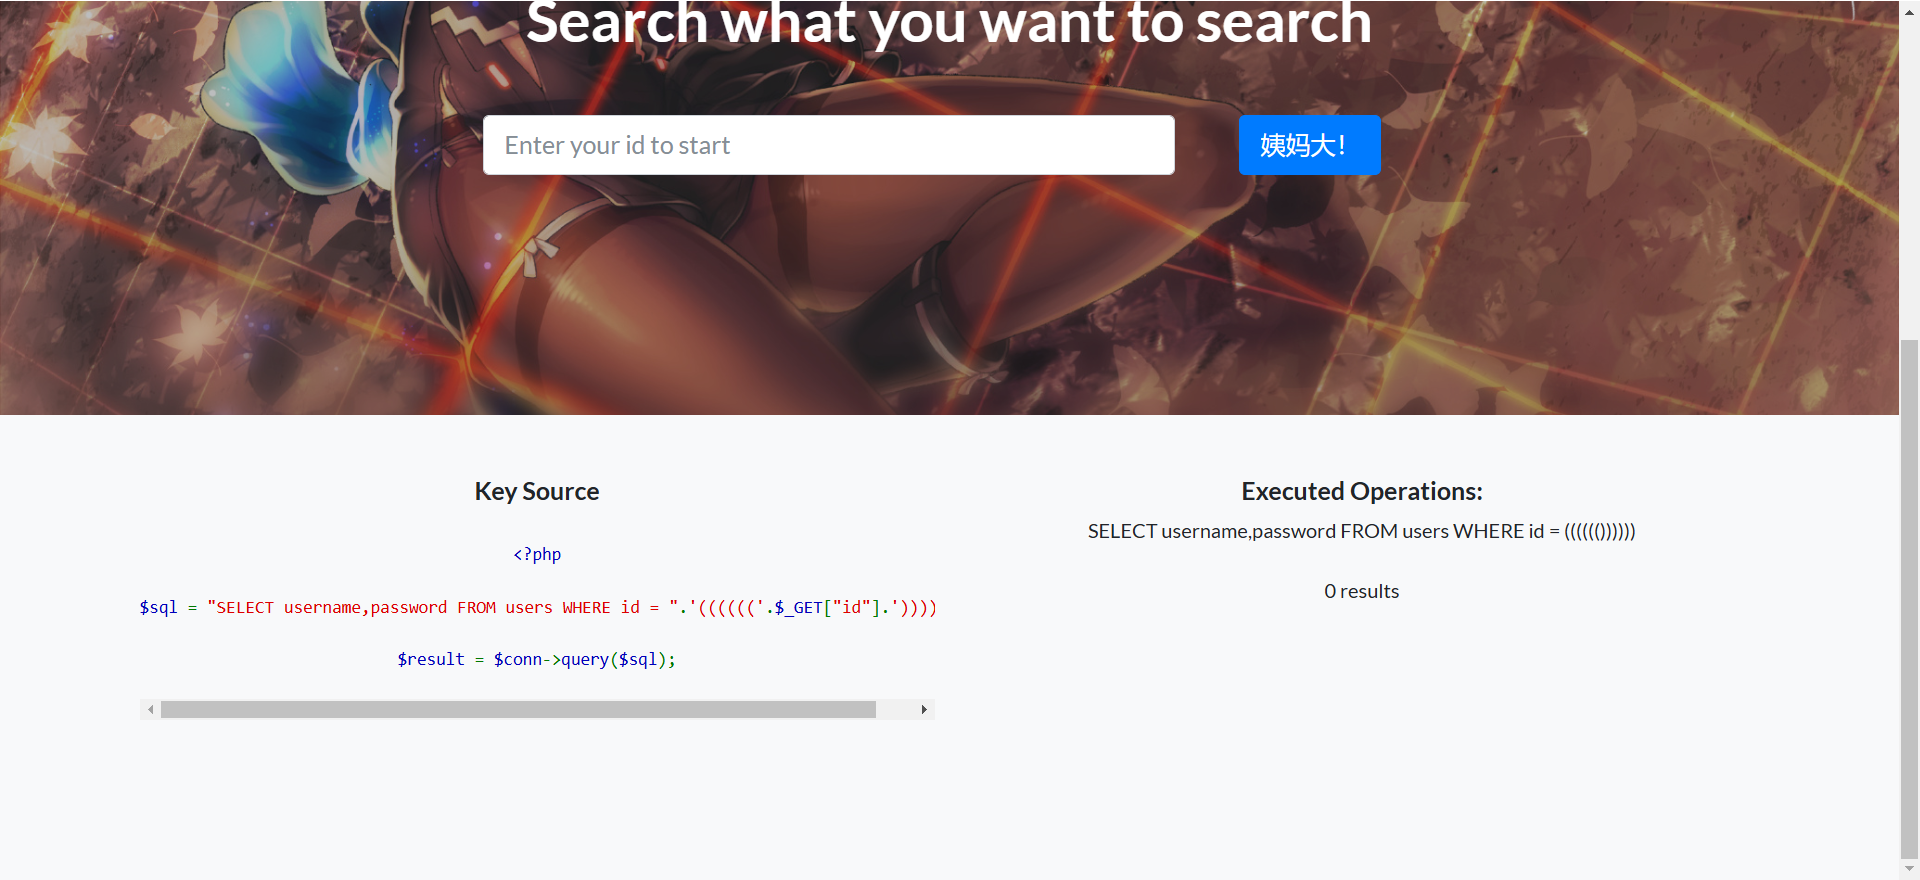 Search what you want to search
Enter your id to start
姨妈大!
Key Source
<?php
$sql = "SELECT username,password FROM users WHERE id = ".'(((((('.$_GET["id"].'))))
$result = $conn->query($sql);
Executed Operations:
SELECT username,password FROM users WHERE id = (((((())))))
0 results